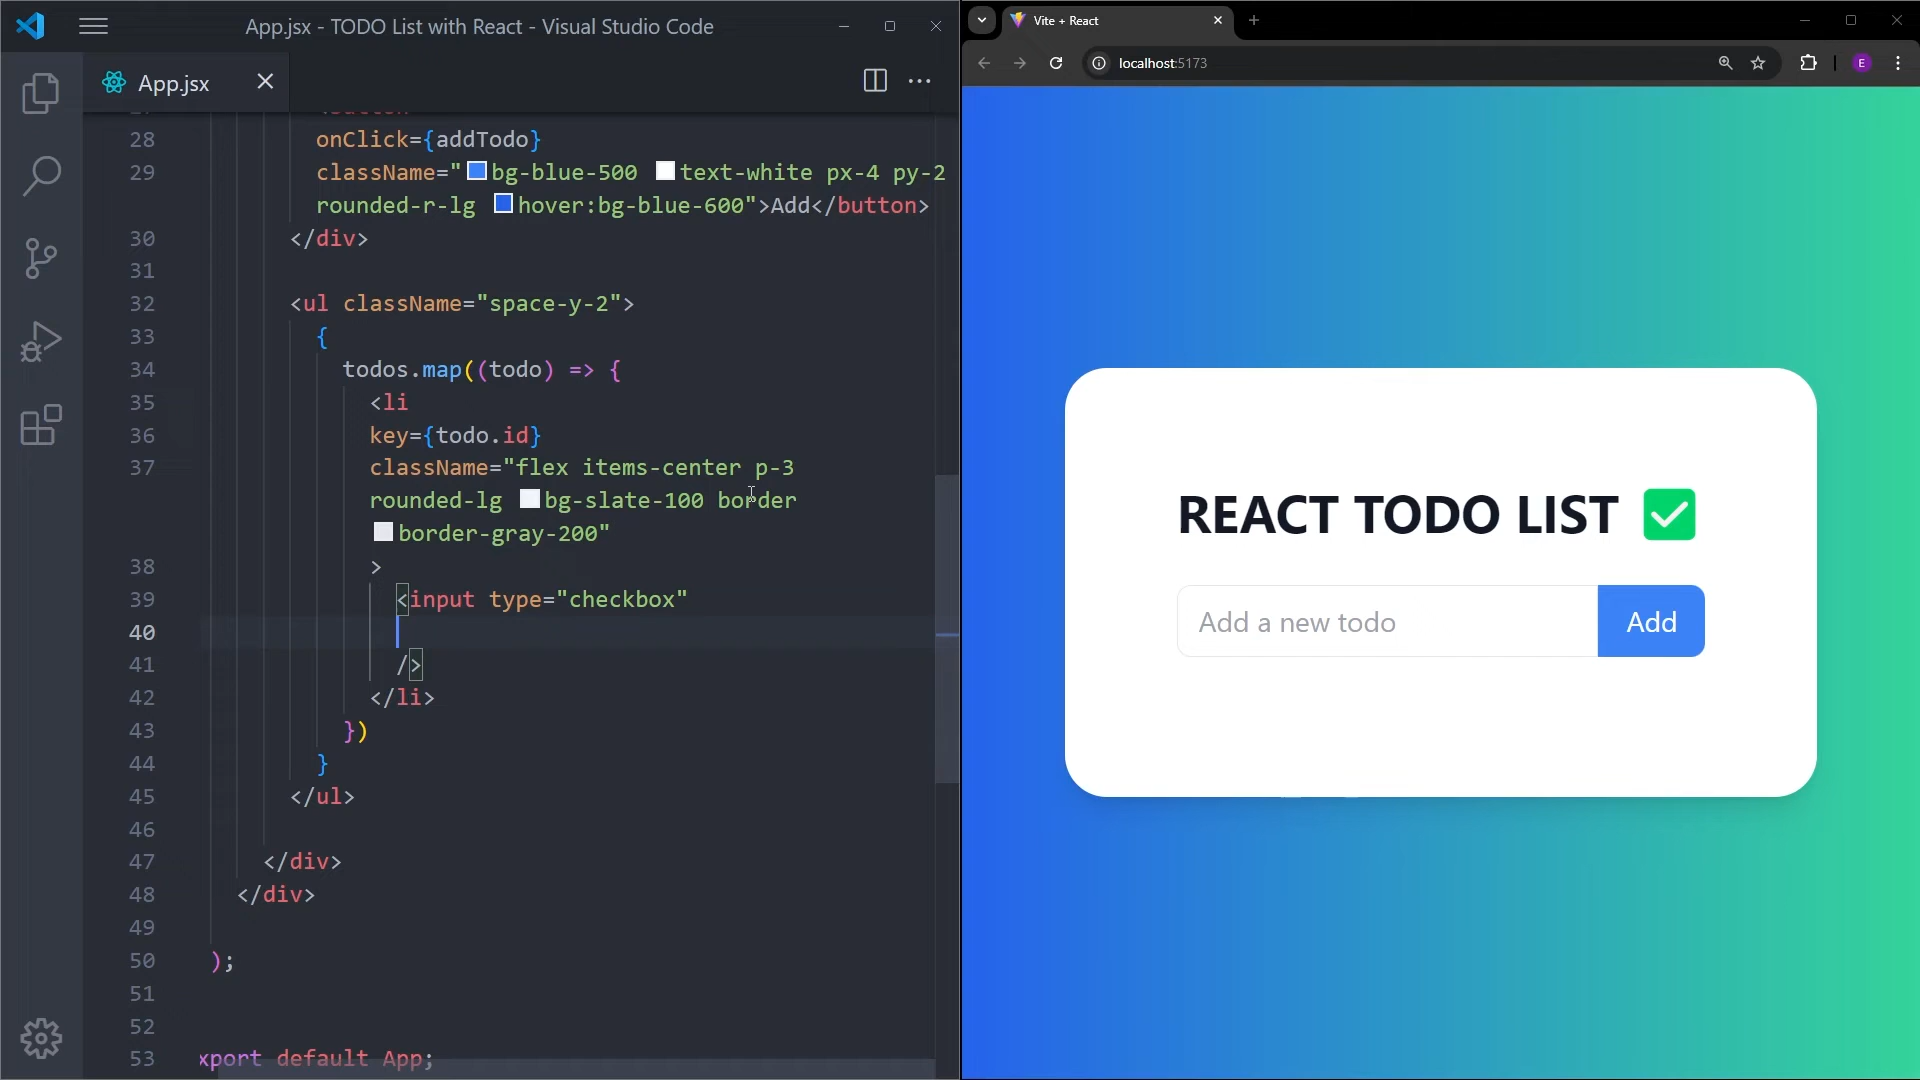 App.jsx - TODO List with React - Visual Studio Code
App.jsx
28 onClick={addTodo}
29 className="bg-blue-500 text-white px-4 py-2
rounded-r-lg hover:bg-blue-600">Add</button>
30 </div>
31
32 <ul className="space-y-2">
33 {
34 todos.map((todo) => {
35 <li
36 key={todo.id}
37 className="flex items-center p-3
rounded-lg bg-slate-100 border
border-gray-200"
38 >
39 <input type="checkbox"
40
41 />
42 </li>
43 })
44 }
45 </ul>
46
47 </div>
48 </div>
49
50 );
51
52
53 xport default App;
Vite + React
localhost:5173
E
REACT TODO LIST ✅
Add a new todo
Add